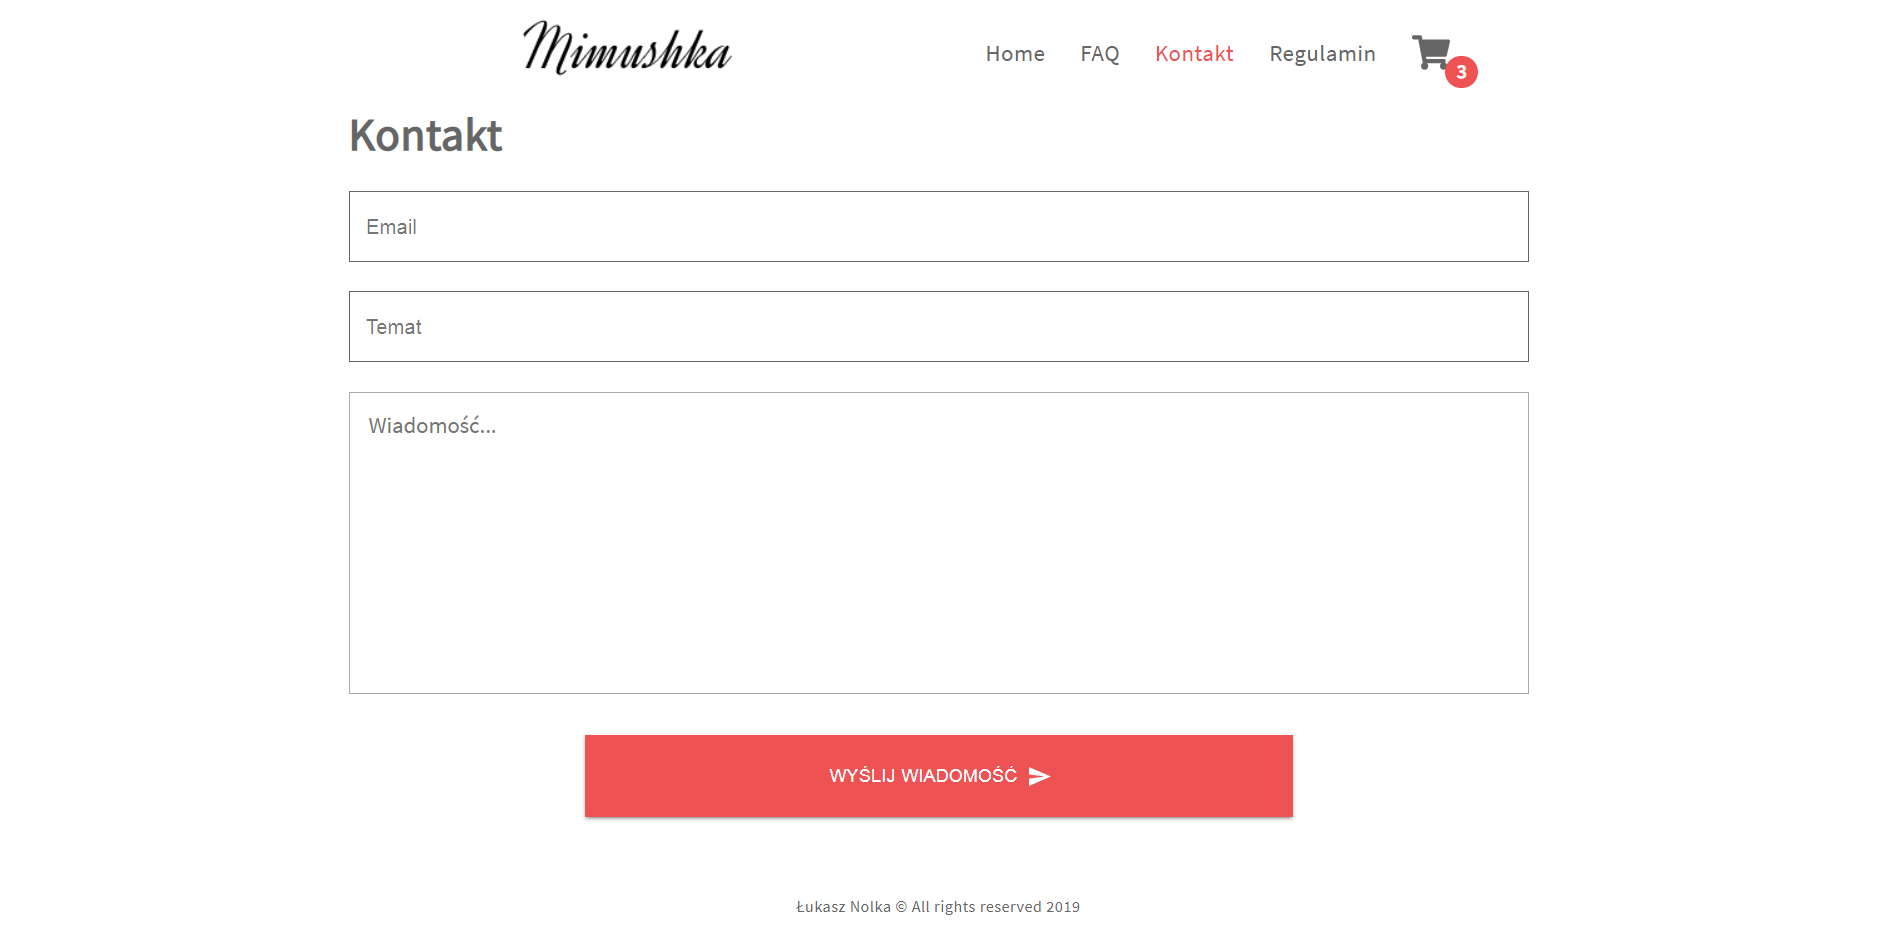 Mimushka
Home FAQ Kontakt Regulamin 3
Kontakt
Email
Temat
Wiadomość...
WYŚLIJ WIADOMOŚĆ
Łukasz Nolka © All rights reserved 2019